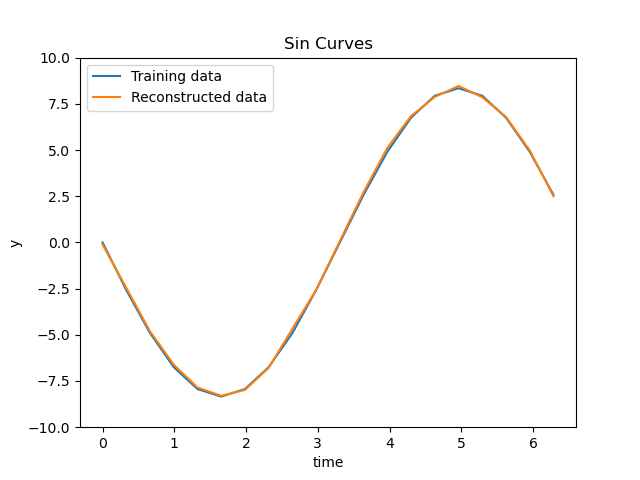 Sin Curves
Training data
Reconstructed data
10.0
7.5
5.0
2.5
0.0
−2.5
−5.0
−7.5
−10.0
y
0 1 2 3 4 5 6
time